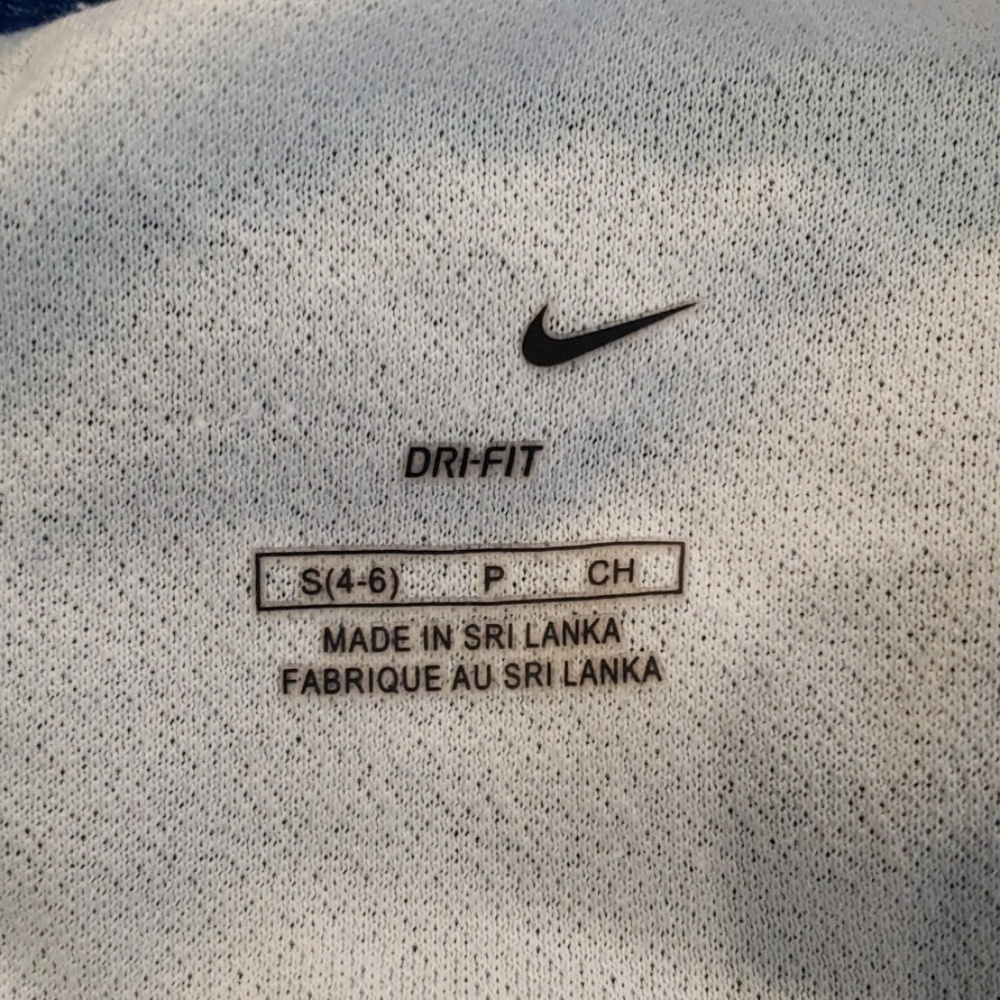 DRI-FIT
S(4-6) P CH
MADE IN SRI LANKA
FABRIQUE AU SRI LANKA